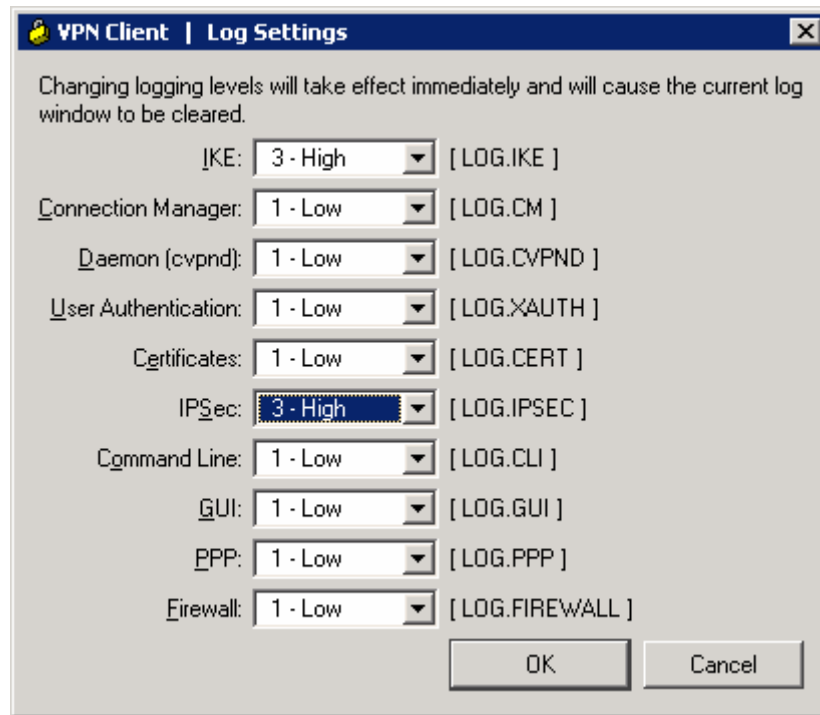 VPN Client | Log Settings
Changing logging levels will take effect immediately and will cause the current log
window to be cleared.
IKE: 3 - High [ LOG.IKE ]
Connection Manager: 1 - Low [ LOG.CM ]
Daemon (cvpnd): 1 - Low [ LOG.CVPND ]
User Authentication: 1 - Low [ LOG.XAUTH ]
Certificates: 1 - Low [ LOG.CERT ]
IPSec: 3 - High [ LOG.IPSEC ]
Command Line: 1 - Low [ LOG.CLI ]
GUI: 1 - Low [ LOG.GUI ]
PPP: 1 - Low [ LOG.PPP ]
Firewall: 1 - Low [ LOG.FIREWALL ]
OK Cancel